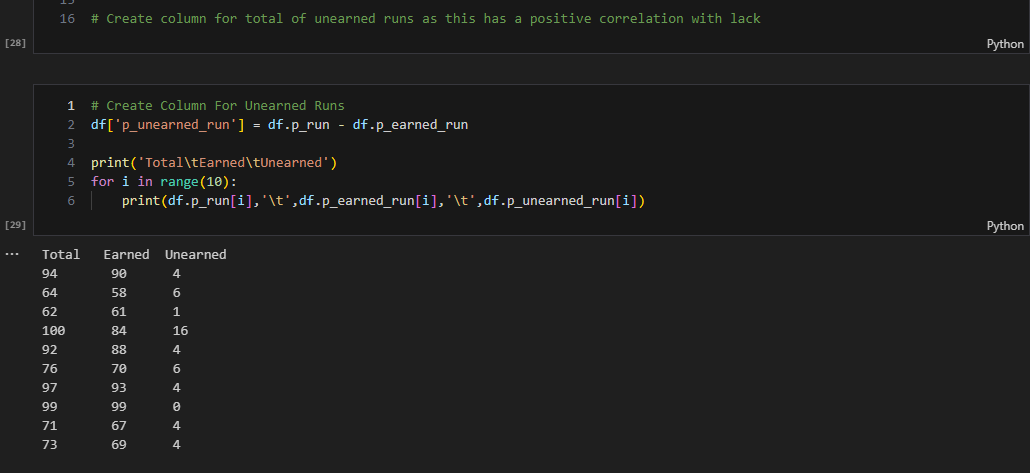 16 # Create column for total of unearned runs as this has a positive correlation with lack
[28]
Python
1 # Create Column For Unearned Runs
2 df['p_unearned_run'] = df.p_run - df.p_earned_run
3
4 print('Total\tEarned\tUnearned')
5 for i in range(10):
6 print(df.p_run[i],'\t',df.p_earned_run[i],'\t',df.p_unearned_run[i])
[29]
Python
... Total Earned Unearned
94 90 4
64 58 6
62 61 1
100 84 16
92 88 4
76 70 6
97 93 4
99 99 0
71 67 4
73 69 4